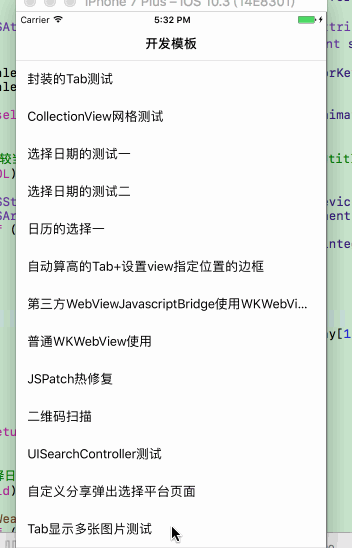 iPhone 7 Plus – iOS 10.3 (14E8301)
Carrier 5:32 PM
开发模板
封装的Tab测试
CollectionView网格测试
选择日期的测试一
选择日期的测试二
日历的选择一
自动算高的Tab+设置view指定位置的边框
第三方WebViewJavascriptBridge使用WKWebVi...
普通WKWebView使用
JSPatch热修复
二维码扫描
UISearchController测试
自定义分享弹出选择平台页面
Tab显示多张图片测试